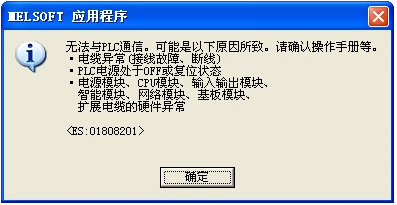 MELSOFT 应用程序
无法与PLC通信。可能是以下原因所致。请确认操作手册等。
・电缆异常(接线故障、断线)
・PLC电源处于OFF或复位状态
・电源模块、CPU模块、输入输出模块、
智能模块、网络模块、基板模块、
扩展电缆的硬件异常
<ES:01808201>
确定